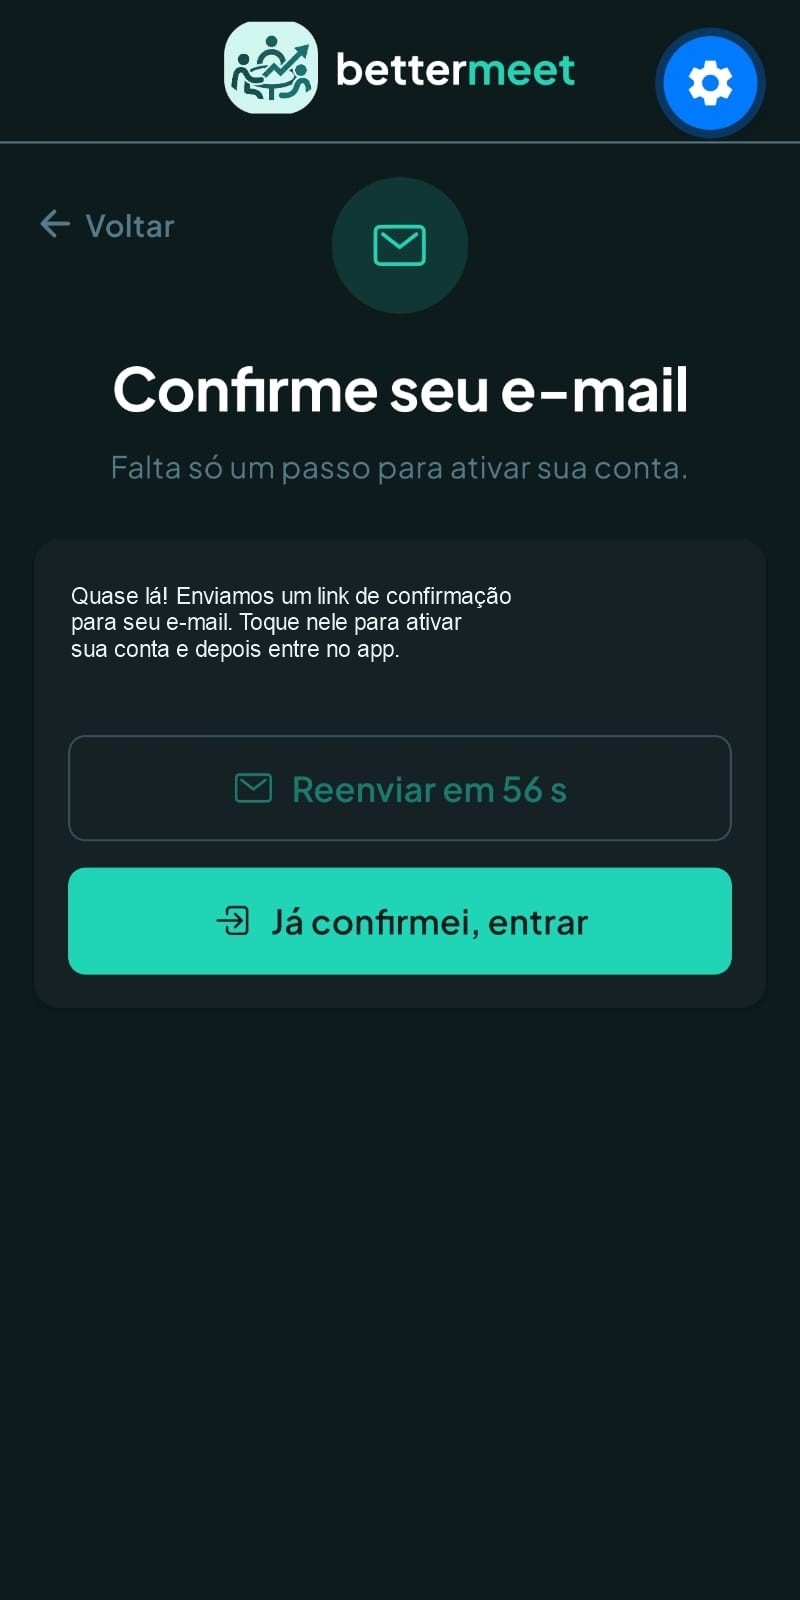 bettermeet
Voltar
Confirme seu e-mail
Falta só um passo para ativar sua conta.
Quase lá! Enviamos um link de confirmação
para seu e-mail. Toque nele para ativar
sua conta e depois entre no app.
Reenviar em 56 s
Já confirmei, entrar